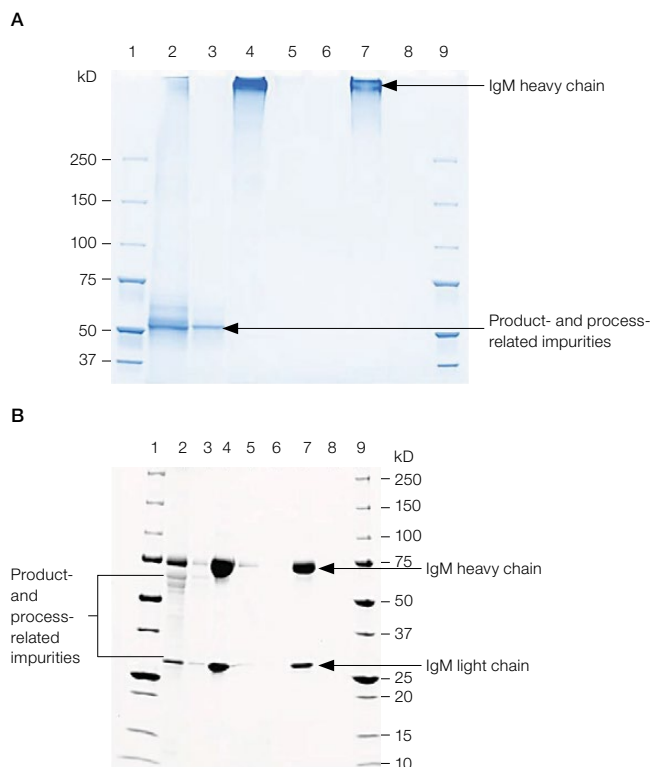 A
1 2 3 4 5 6 7 8 9
kD
IgM heavy chain
250
150
100
75
50
37
Product- and process-
related impurities
B
1 2 3 4 5 6 7 8 9
kD
250
150
100
75
IgM heavy chain
Product-
and
process-
related
impurities
50
37
IgM light chain
25
20
15
10